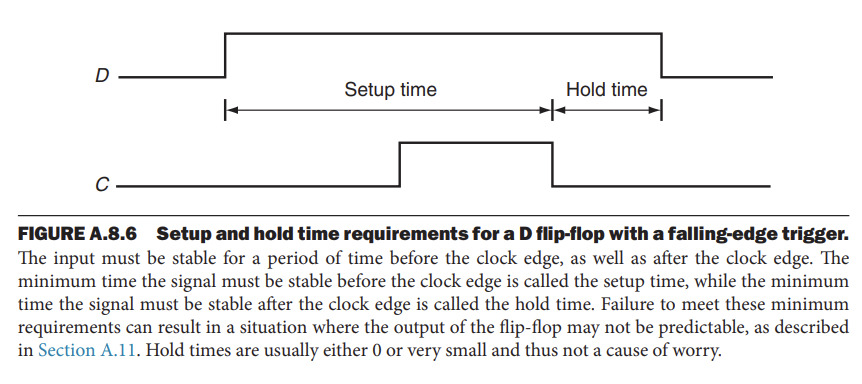 D
Setup time
Hold time
C
FIGURE A.8.6 Setup and hold time requirements for a D flip-flop with a falling-edge trigger.
The input must be stable for a period of time before the clock edge, as well as after the clock edge. The
minimum time the signal must be stable before the clock edge is called the setup time, while the minimum
time the signal must be stable after the clock edge is called the hold time. Failure to meet these minimum
requirements can result in a situation where the output of the flip-flop may not be predictable, as described
in Section A.11. Hold times are usually either 0 or very small and thus not a cause of worry.